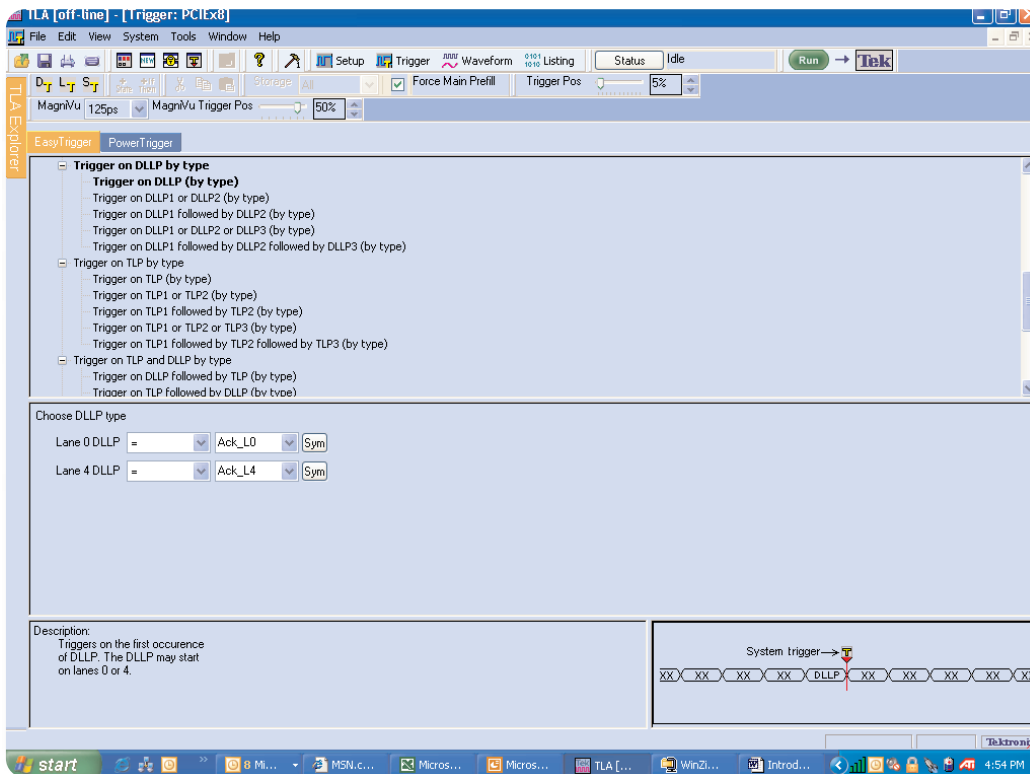 TLA [off-line] - [Trigger: PCIEx8]
File Edit View System Tools Window Help
Setup Trigger Waveform Listing Status Idle Run Tek
D L S Storage All Force Main Prefill Trigger Pos 5%
MagniVu 125ps MagniVu Trigger Pos 50%
TLA Explorer
EasyTrigger PowerTrigger
Trigger on DLLP by type
Trigger on DLLP (by type)
Trigger on DLLP1 or DLLP2 (by type)
Trigger on DLLP1 followed by DLLP2 (by type)
Trigger on DLLP1 or DLLP2 or DLLP3 (by type)
Trigger on DLLP1 followed by DLLP2 followed by DLLP3 (by type)
Trigger on TLP by type
Trigger on TLP (by type)
Trigger on TLP1 or TLP2 (by type)
Trigger on TLP1 followed by TLP2 (by type)
Trigger on TLP1 or TLP2 or TLP3 (by type)
Trigger on TLP1 followed by TLP2 followed by TLP3 (by type)
Trigger on TLP and DLLP by type
Trigger on DLLP followed by TLP (by type)
Trigger on TLP followed by DLLP (by type)
Choose DLLP type
Lane 0 DLLP = Ack_L0 Sym
Lane 4 DLLP = Ack_L4 Sym
Description:
Triggers on the first occurence
of DLLP. The DLLP may start
on lanes 0 or 4.
System trigger
XX XX XX XX DLLP XX XX XX XX X
Tektroni
start 8 Mi... MSN.c... Micros... Micros... TLA [... WinZi... Introd... ATI 4:54 PM